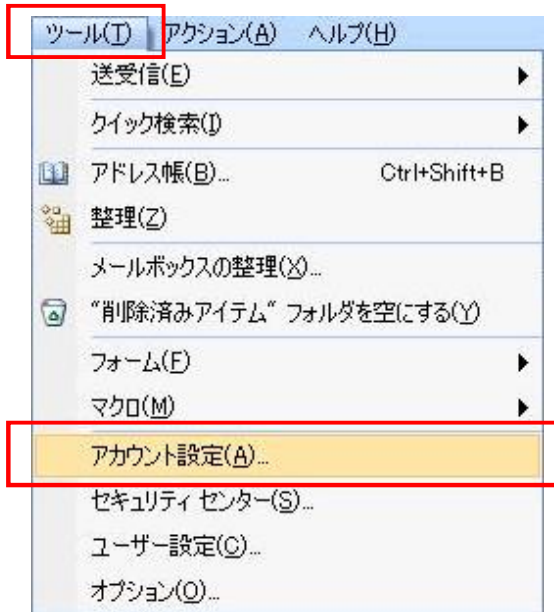 ツール(T) アクション(A) ヘルプ(H)
送受信(E)
クイック検索(I)
アドレス帳(B)... Ctrl+Shift+B
整理(Z)
メールボックスの整理(X)...
"削除済みアイテム" フォルダを空にする(Y)
フォーム(F)
マクロ(M)
アカウント設定(A)...
セキュリティ センター(S)...
ユーザー設定(C)...
オプション(O)...